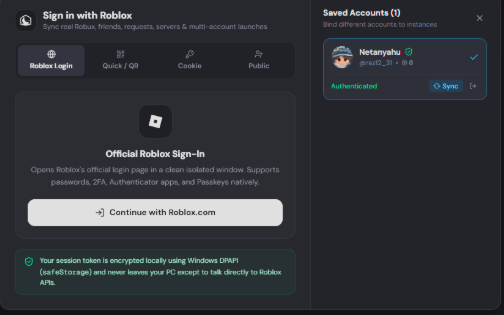 Sign in with Roblox
Sync real Robux, friends, requests, servers & multi-account launches
Roblox Login
Quick / QR
Cookie
Public
Official Roblox Sign-In
Opens Roblox's official login page in a clean isolated window. Supports
passwords, 2FA, Authenticator apps, and Passkeys natively.
Continue with Roblox.com
Your session token is encrypted locally using Windows DPAPI
(safeStorage) and never leaves your PC except to talk directly to Roblox
APIs.
Saved Accounts (1)
Bind different accounts to instances
Netanyahu
• 0
Authenticated
Sync